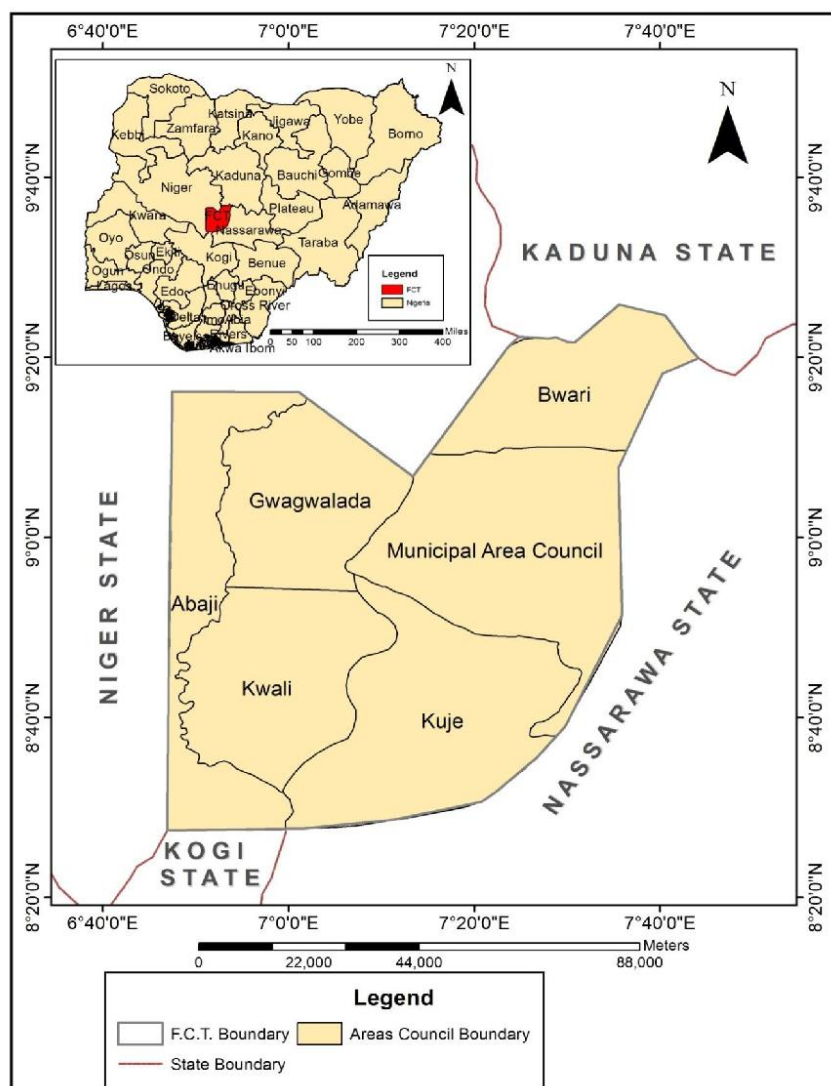 6°40'0"E 7°0'0"E 7°20'0"E 7°40'0"E
N
Sokoto
Katsina
Jigawa
Yobe
Borno
Kebbi
Zamfara
Kano
Kaduna
Bauchi
Gombe
Niger
Adamawa
FCT
Plateau
Kwara
Nassarawa
Taraba
Oyo
Osun
Ekiti
Kogi
Benue
Ogun
Ondo
Lagos
Edo
Enugu
Ebonyi
Cross River
Delta
Imo
Abia
Rivers
Akwa Ibom
Legend
FCT
Nigeria
Miles
0 50 100 200 300 400
N
9°40'0"N
9°40'0"N
KADUNA STATE
9°20'0"N
9°20'0"N
Bwari
Gwagwalada
9°0'0"N
9°0'0"N
Municipal Area Council
NIGER STATE
Abaji
NASSARAWA STATE
Kwali
Kuje
8°40'0"N
8°40'0"N
KOGI
STATE
8°20'0"N
8°20'0"N
6°40'0"E 7°0'0"E 7°20'0"E 7°40'0"E
Meters
0 22,000 44,000 88,000
Legend
F.C.T. Boundary Areas Council Boundary
State Boundary